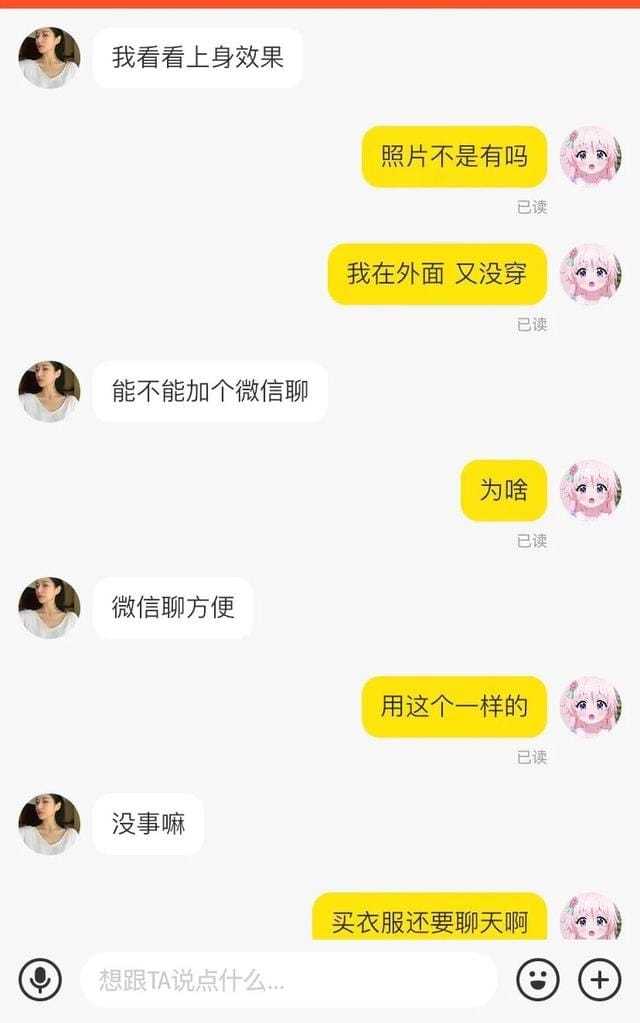 我看看上身效果
照片不是有吗
已读
我在外面 又没穿
已读
能不能加个微信聊
为啥
已读
微信聊方便
用这个一样的
已读
没事嘛
买衣服还要聊天啊
想跟TA说点什么...